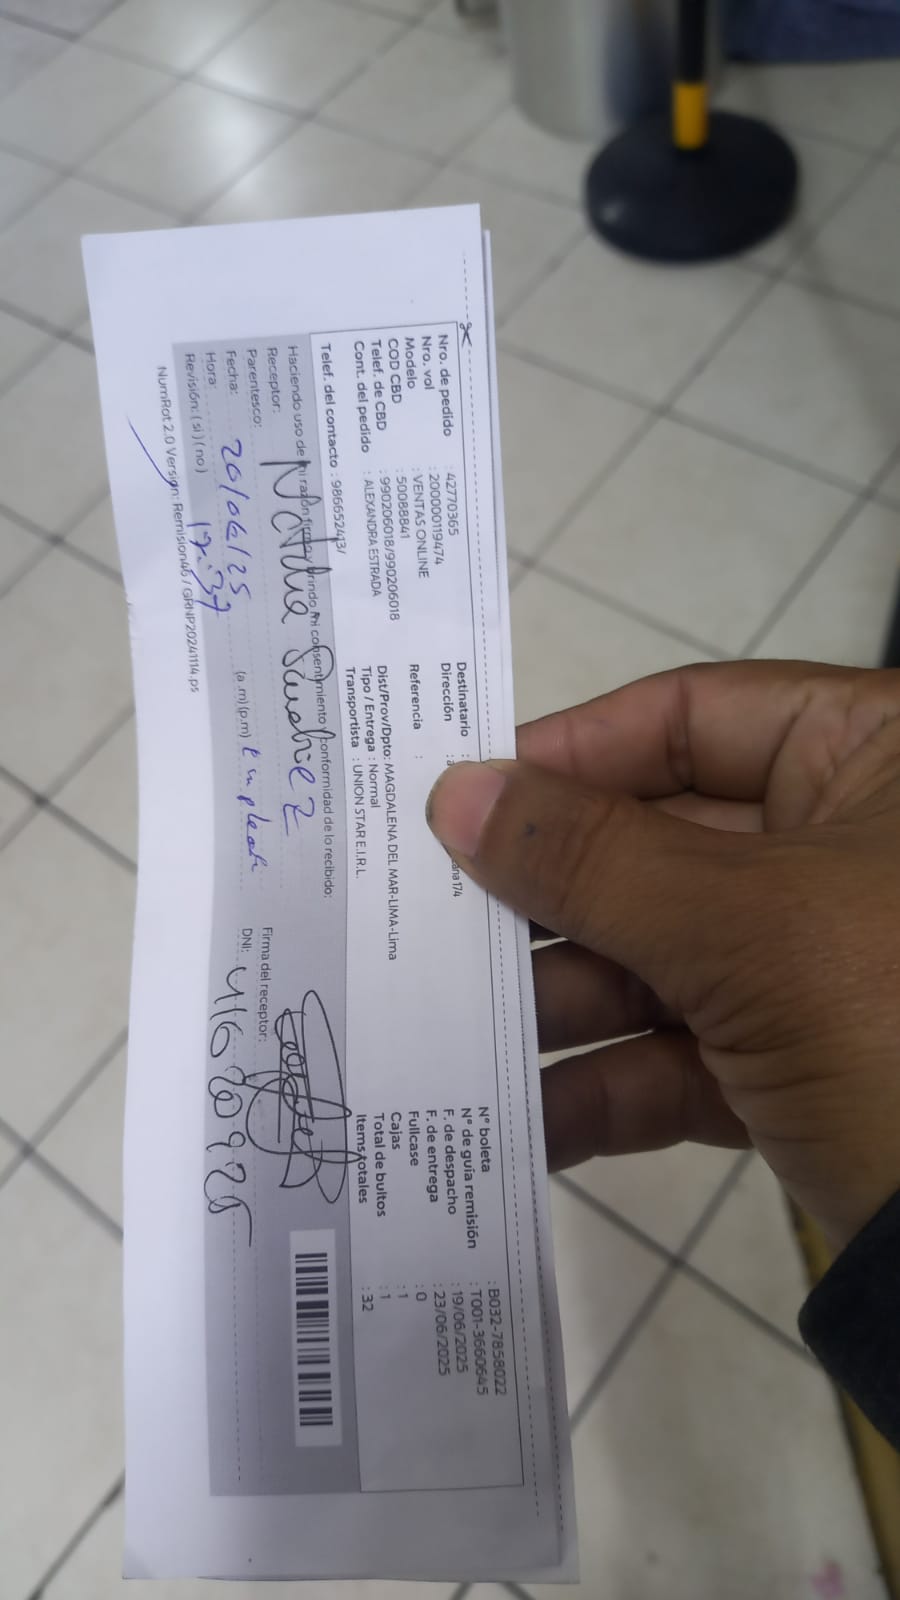 Nro. de pedido : 42770365
Nro. vol : 200000119474
Modelo : VENTAS ONLINE
COD CBD : 50088841
Telef. de CBD : 990206018/990206018
Cont. del pedido : ALEXANDRA ESTRADA
Telef. del contacto : 986652413/
Destinatario :
Dirección : 174
Referencia :
Dist/Prov/Dpto: MAGDALENA DEL MAR-LIMA-Lima
Tipo / Entrega : Normal
Transportista : UNION STAR E.I.R.L.
N° boleta : B032-7858022
N° de guía remisión : T001-3660645
F. de despacho : 19/06/2025
F. de entrega : 23/06/2025
Fullcase : 0
Cajas : 1
Total de bultos : 1
Items totales : 32
Haciendo uso de mi razón firmo y brindo mi consentimiento / conformidad de lo recibido:
Receptor:
Firma del receptor:
Parentesco:
DNI:
Fecha: 20/06/25
Hora: 17:37 (a.m)(p.m)
Revisión: (si) (no)
NumRot 2.0 Version: Remision46 / GRNP20241114.ps